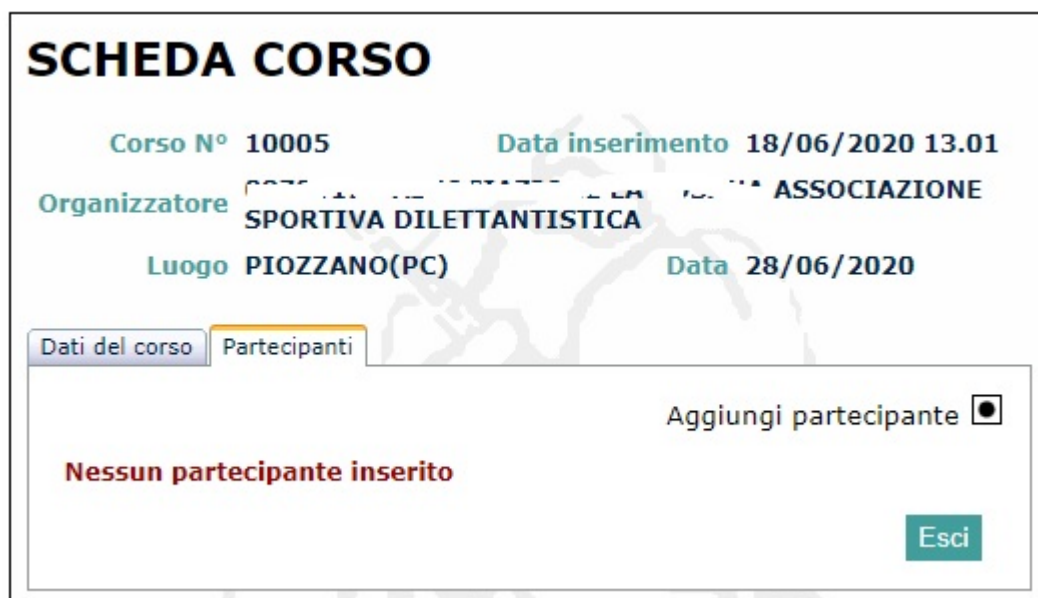 SCHEDA CORSO
Corso N° 10005 Data inserimento 18/06/2020 13.01
Organizzatore ASSOCIAZIONE
SPORTIVA DILETTANTISTICA
Luogo PIOZZANO(PC) Data 28/06/2020
Dati del corso Partecipanti
Aggiungi partecipante
Nessun partecipante inserito
Esci